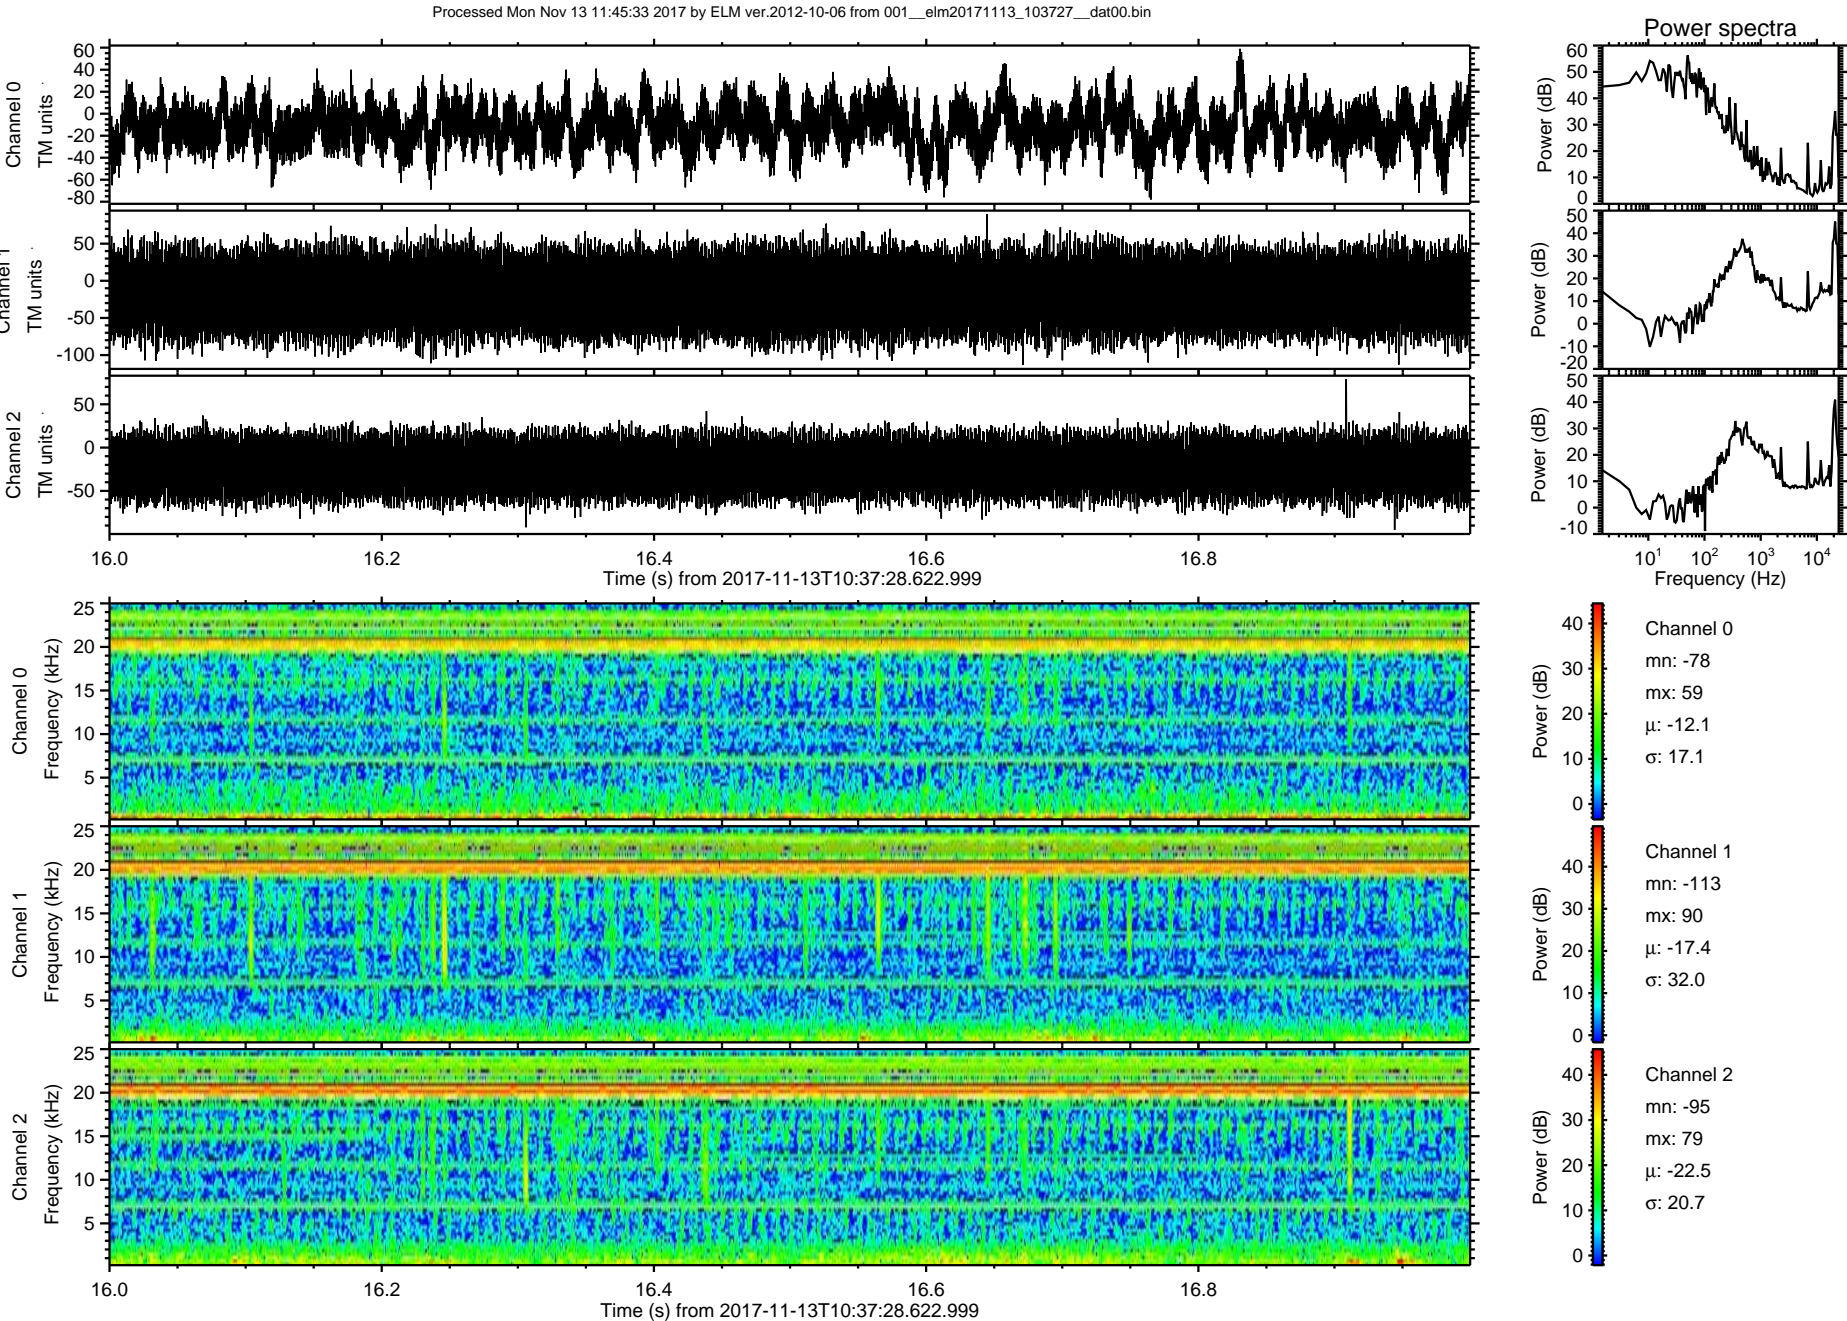 Processed Mon Nov 13 11:45:33 2017 by ELM ver.2012-10-06 from 001__elm20171113_103727__dat00.bin
Power spectra
Channel 0
TM units
60
40
20
0
-20
-40
-60
-80
Power (dB)
60
50
40
30
20
10
0
Channel 1
TM units
50
0
-50
-100
Power (dB)
50
40
30
20
10
0
-10
-20
Channel 2
TM units
50
0
-50
Power (dB)
50
40
30
20
10
0
-10
16.0 16.2 16.4 16.6 16.8
Time (s) from 2017-11-13T10:37:28.622.999
10¹ 10² 10³ 10⁴
Frequency (Hz)
Channel 0
Frequency (kHz)
25
20
15
10
5
Power (dB)
40
30
20
10
0
Channel 0
mn: -78
mx: 59
μ: -12.1
σ: 17.1
Channel 1
Frequency (kHz)
25
20
15
10
5
Power (dB)
40
30
20
10
0
Channel 1
mn: -113
mx: 90
μ: -17.4
σ: 32.0
Channel 2
Frequency (kHz)
25
20
15
10
5
Power (dB)
40
30
20
10
0
Channel 2
mn: -95
mx: 79
μ: -22.5
σ: 20.7
16.0 16.2 16.4 16.6 16.8
Time (s) from 2017-11-13T10:37:28.622.999